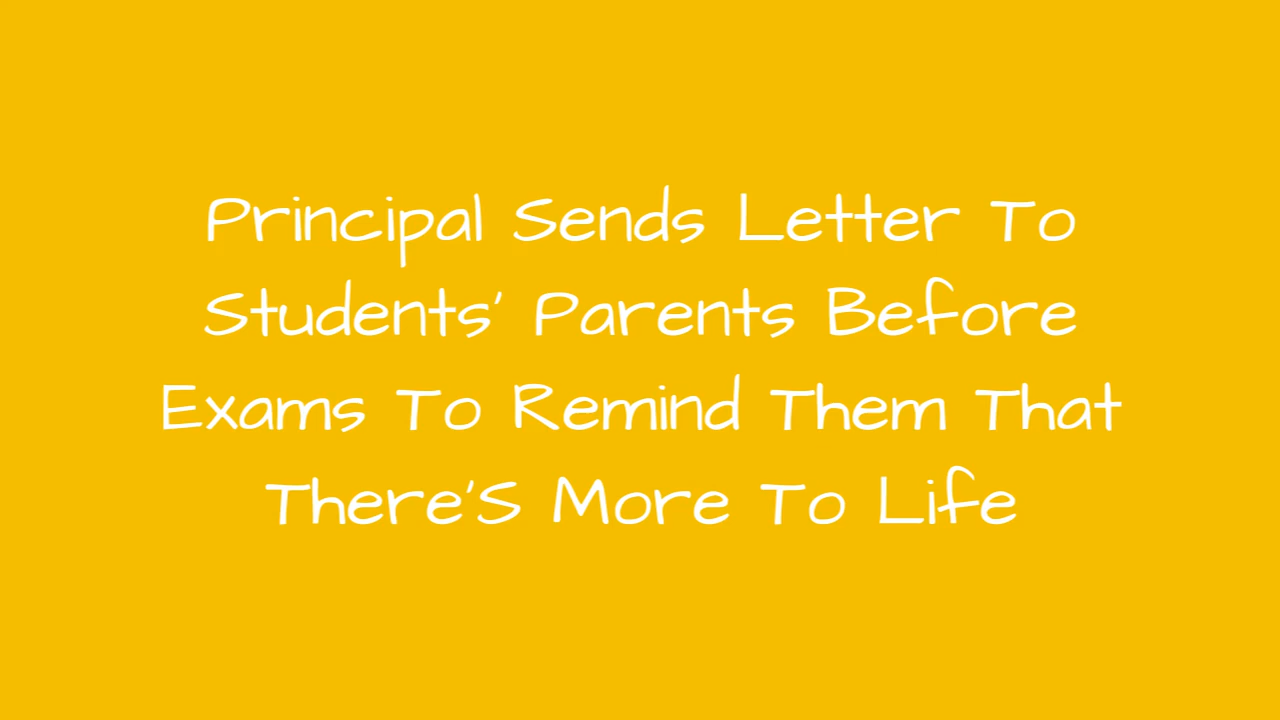 Principal Sends Letter To
Students' Parents Before
Exams To Remind Them That
There'S More To Life